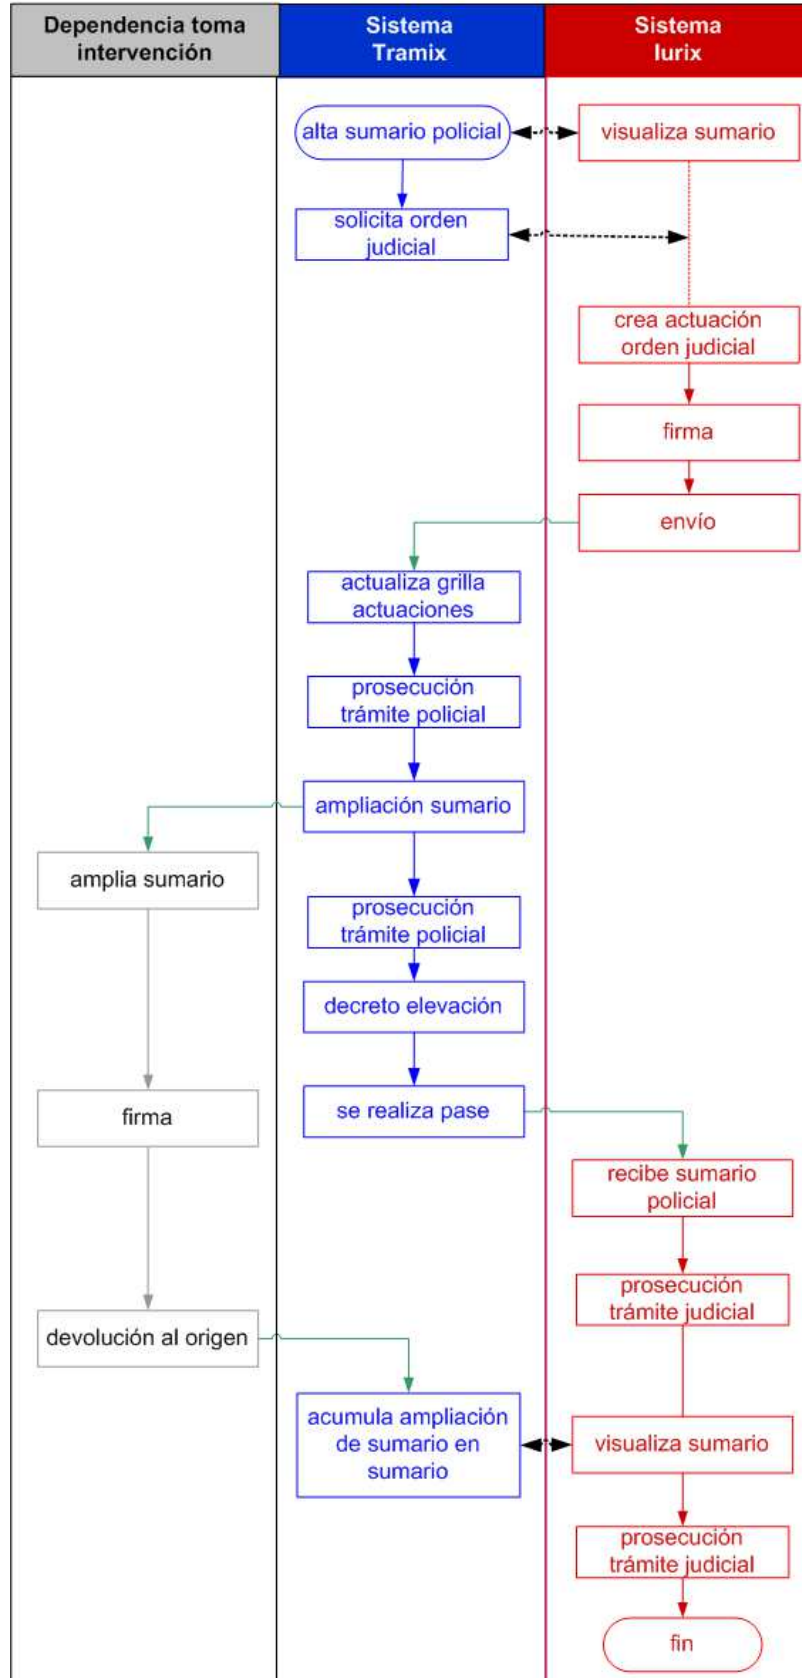 Dependencia toma
intervención
Sistema
Tramix
Sistema
Iurix
alta sumario policial
visualiza sumario
solicita orden
judicial
crea actuación
orden judicial
firma
envío
actualiza grilla
actuaciones
prosecución
trámite policial
ampliación sumario
amplia sumario
prosecución
trámite policial
decreto elevación
firma
se realiza pase
recibe sumario
policial
prosecución
trámite judicial
devolución al origen
acumula ampliación
de sumario en
sumario
visualiza sumario
prosecución
trámite judicial
fin